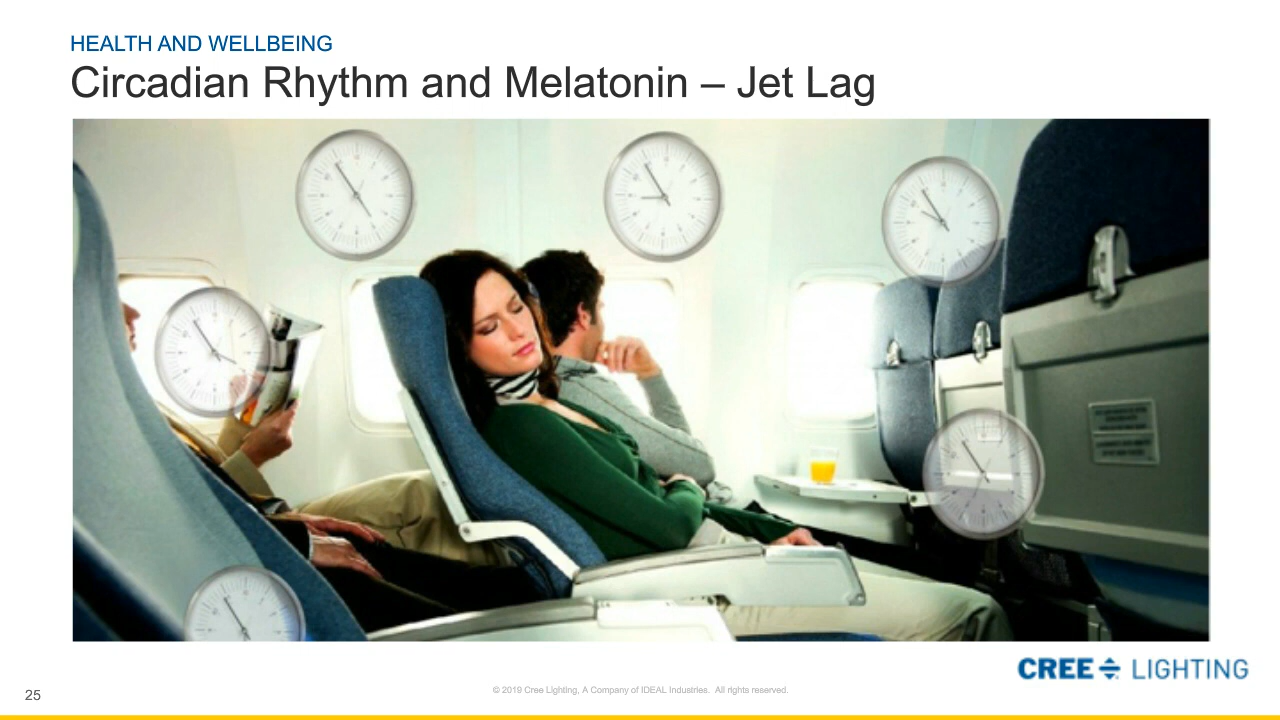 HEALTH AND WELLBEING
Circadian Rhythm and Melatonin – Jet Lag
CREE LIGHTING
25
© 2019 Cree Lighting, A Company of IDEAL Industries. All rights reserved.